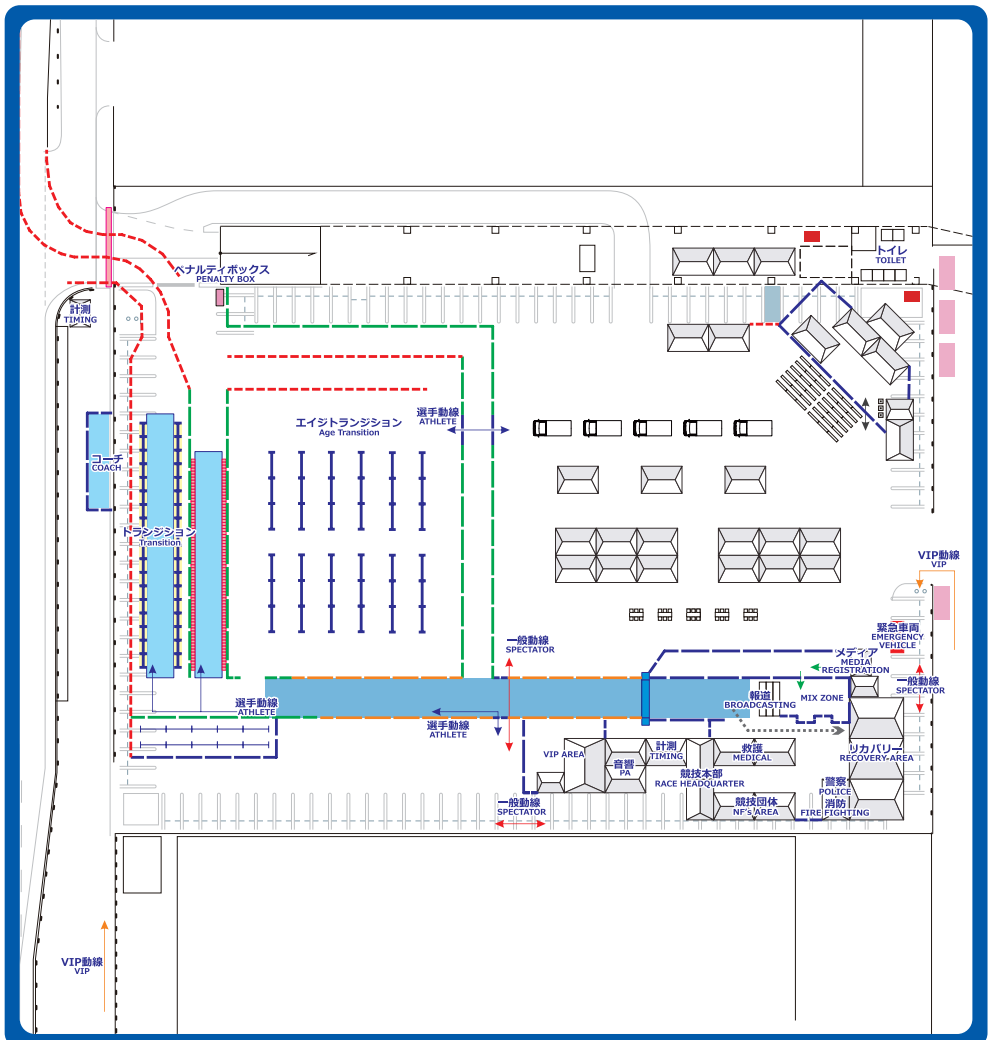 トイレ
TOILET
ペナルティボックス
PENALTY BOX
計測
TIMING
選手動線
ATHLETE
エイジトランジション
Age Transition
コーチ
COACH
トランジション
Transition
VIP動線
VIP
緊急車両
EMERGENCY
VEHICLE
一般動線
SPECTATOR
メディア
MEDIA
REGISTRATION
一般動線
SPECTATOR
報道
BROADCASTING
MIX ZONE
選手動線
ATHLETE
選手動線
ATHLETE
VIP AREA
音響
PA
計測
TIMING
救護
MEDICAL
リカバリー
RECOVERY AREA
競技本部
RACE HEADQUARTER
警察
POLICE
消防
FIRE FIGHTING
競技団体
NF's AREA
一般動線
SPECTATOR
VIP動線
VIP